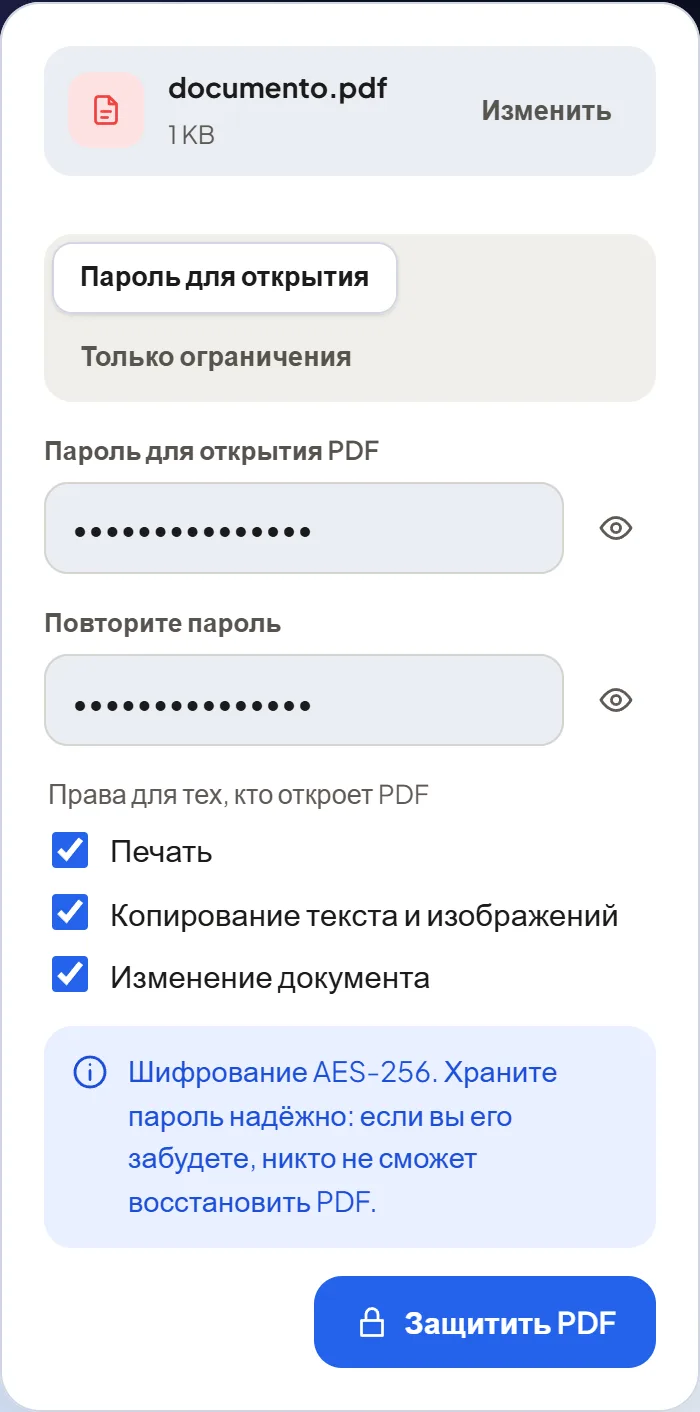 documento.pdf
1 KB
Изменить
Пароль для открытия
Только ограничения
Пароль для открытия PDF
•••••••••••••••
Повторите пароль
•••••••••••••••
Права для тех, кто откроет PDF
Печать
Копирование текста и изображений
Изменение документа
Шифрование AES-256. Храните
пароль надёжно: если вы его
забудете, никто не сможет
восстановить PDF.
Защитить PDF